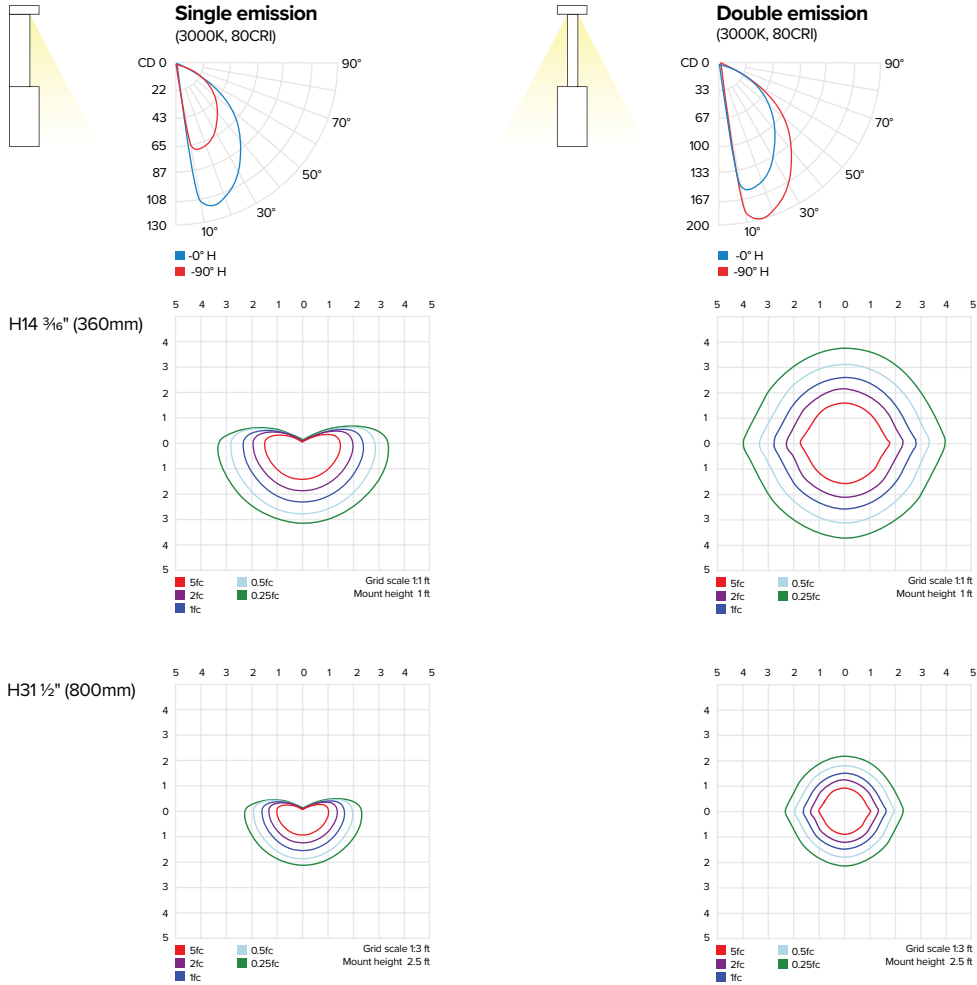 Single emission
(3000K, 80CRI)
CD 0
22
43
65
87
108
130
90°
70°
50°
30°
10°
-0° H
-90° H
Double emission
(3000K, 80CRI)
CD 0
33
67
100
133
167
200
90°
70°
50°
30°
10°
-0° H
-90° H
H14 3⁄16" (360mm)
5 4 3 2 1 0 1 2 3 4 5
4
3
2
1
0
1
2
3
4
5
5fc
2fc
1fc
0.5fc
0.25fc
Grid scale 1:1 ft
Mount height 1 ft
5 4 3 2 1 0 1 2 3 4 5
4
3
2
1
0
1
2
3
4
5
5fc
2fc
1fc
0.5fc
0.25fc
Grid scale 1:1 ft
Mount height 1 ft
H31 ½" (800mm)
5 4 3 2 1 0 1 2 3 4 5
4
3
2
1
0
1
2
3
4
5
5fc
2fc
1fc
0.5fc
0.25fc
Grid scale 1:3 ft
Mount height 2.5 ft
5 4 3 2 1 0 1 2 3 4 5
4
3
2
1
0
1
2
3
4
5
5fc
2fc
1fc
0.5fc
0.25fc
Grid scale 1:3 ft
Mount height 2.5 ft